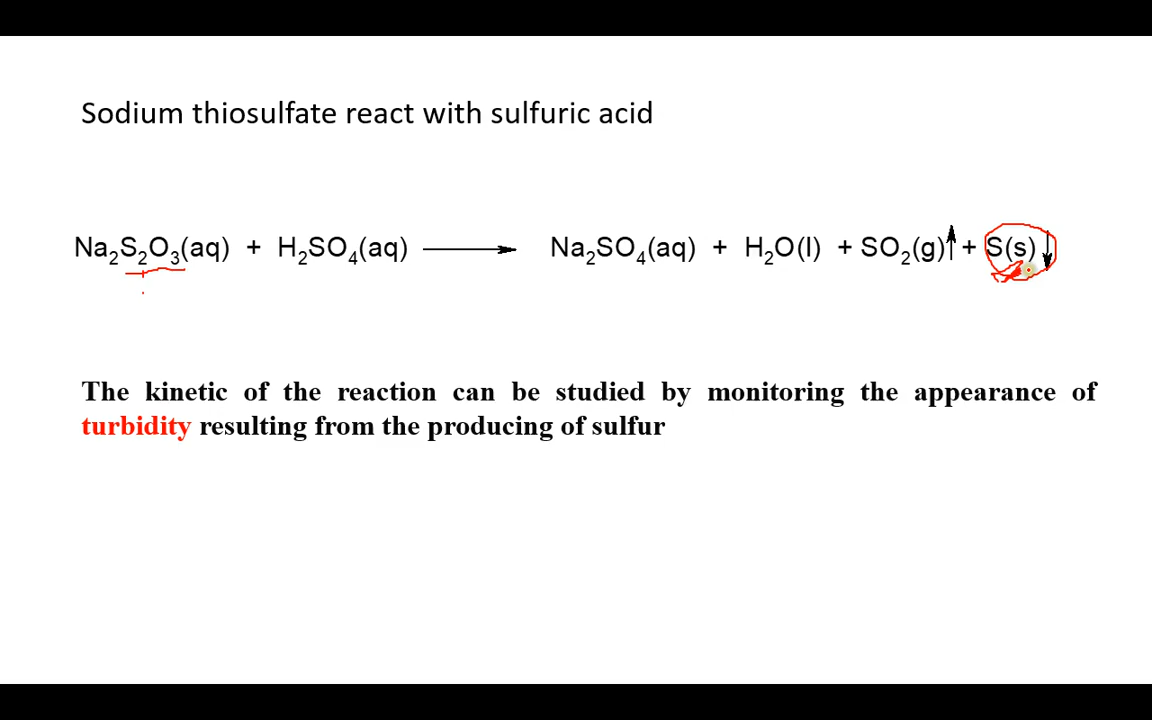 Sodium thiosulfate react with sulfuric acid
Na₂S₂O₃(aq) + H₂SO₄(aq) ⟶ Na₂SO₄(aq) + H₂O(l) + SO₂(g)↑ + S(s)↓
The kinetic of the reaction can be studied by monitoring the appearance of
turbidity resulting from the producing of sulfur